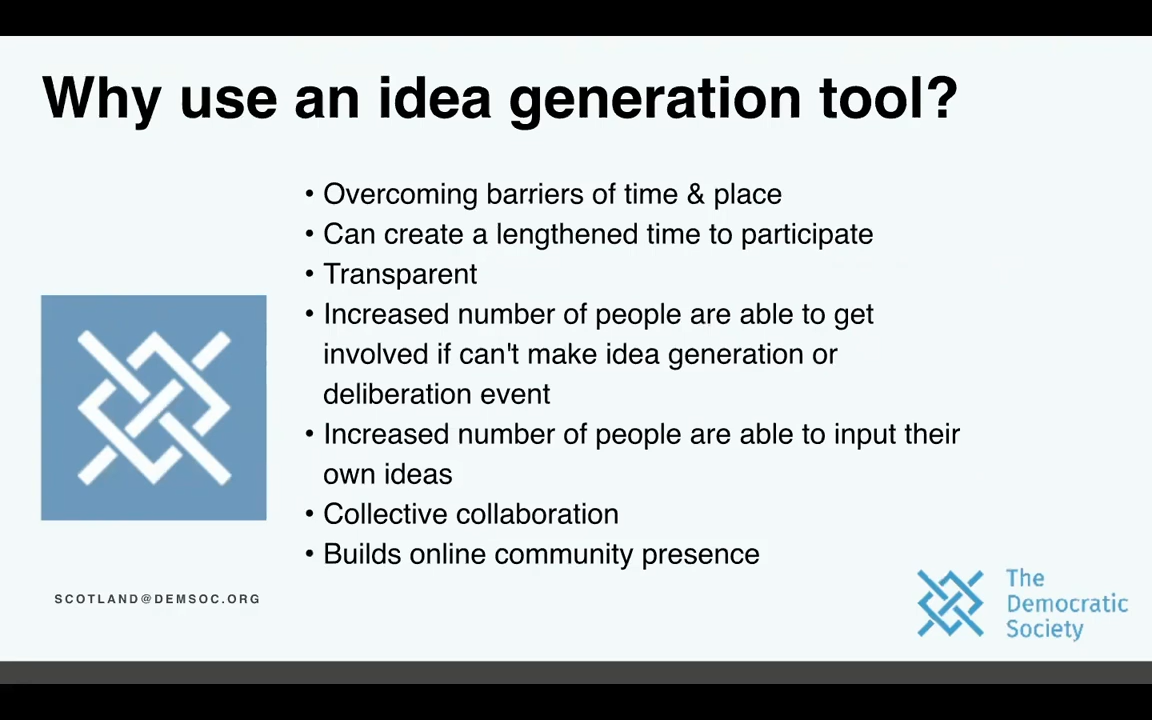 Why use an idea generation tool?
• Overcoming barriers of time & place
• Can create a lengthened time to participate
• Transparent
• Increased number of people are able to get
involved if can't make idea generation or
deliberation event
• Increased number of people are able to input their
own ideas
• Collective collaboration
• Builds online community presence
SCOTLAND@DEMSOC.ORG
The
Democratic
Society